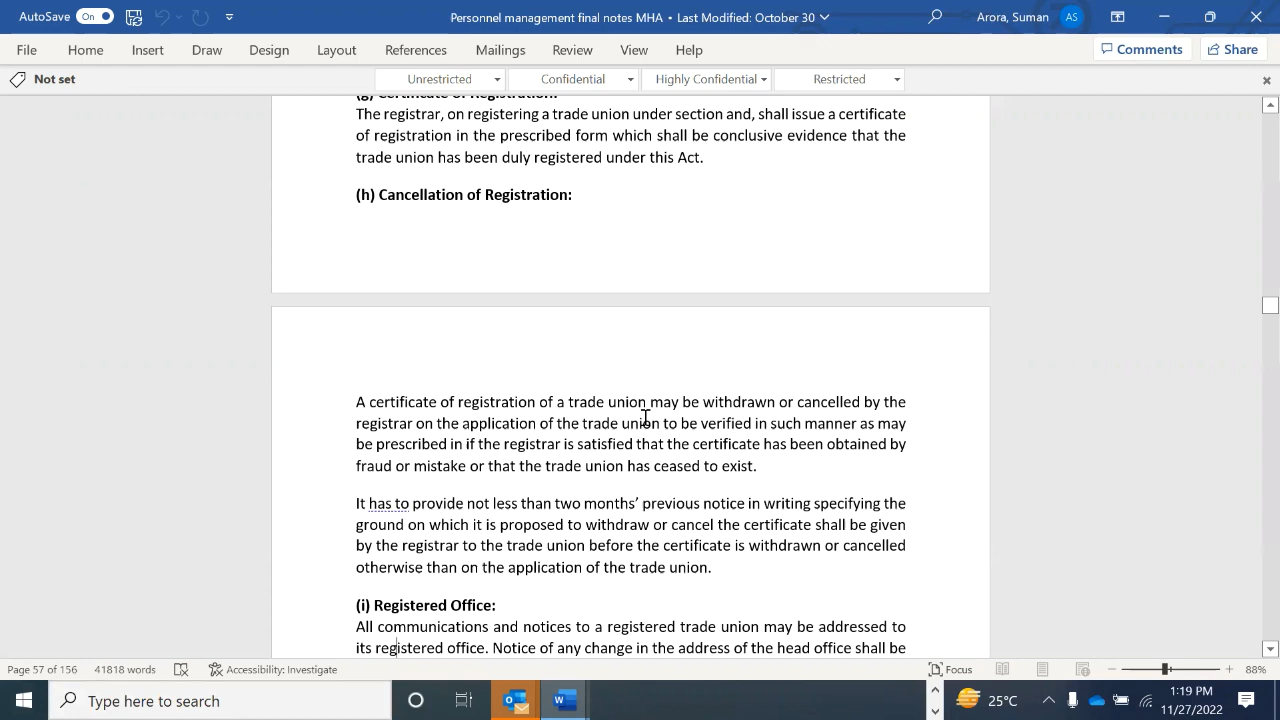 AutoSave On Personnel management final notes MHA • Last Modified: October 30 Arora, Suman AS
File Home Insert Draw Design Layout References Mailings Review View Help Comments Share
Not set Unrestricted Confidential Highly Confidential Restricted
(g) Certificate of Registration:
The registrar, on registering a trade union under section and, shall issue a certificate
of registration in the prescribed form which shall be conclusive evidence that the
trade union has been duly registered under this Act.
(h) Cancellation of Registration:
A certificate of registration of a trade union may be withdrawn or cancelled by the
registrar on the application of the trade union to be verified in such manner as may
be prescribed in if the registrar is satisfied that the certificate has been obtained by
fraud or mistake or that the trade union has ceased to exist.
It has to provide not less than two months’ previous notice in writing specifying the
ground on which it is proposed to withdraw or cancel the certificate shall be given
by the registrar to the trade union before the certificate is withdrawn or cancelled
otherwise than on the application of the trade union.
(i) Registered Office:
All communications and notices to a registered trade union may be addressed to
its registered office. Notice of any change in the address of the head office shall be
Page 57 of 156 41818 words Accessibility: Investigate Focus 88%
Type here to search 25°C 1:19 PM
11/27/2022